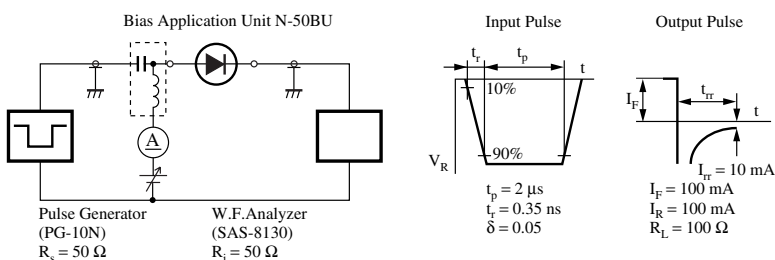 Bias Application Unit N-50BU
A
Pulse Generator
(PG-10N)
R_s = 50 Ω
W.F.Analyzer
(SAS-8130)
R_i = 50 Ω
Input Pulse
t_r
t_p
t
10%
90%
V_R
t_p = 2 µs
t_r = 0.35 ns
δ = 0.05
Output Pulse
I_F
t_rr
t
I_rr = 10 mA
I_F = 100 mA
I_R = 100 mA
R_L = 100 Ω